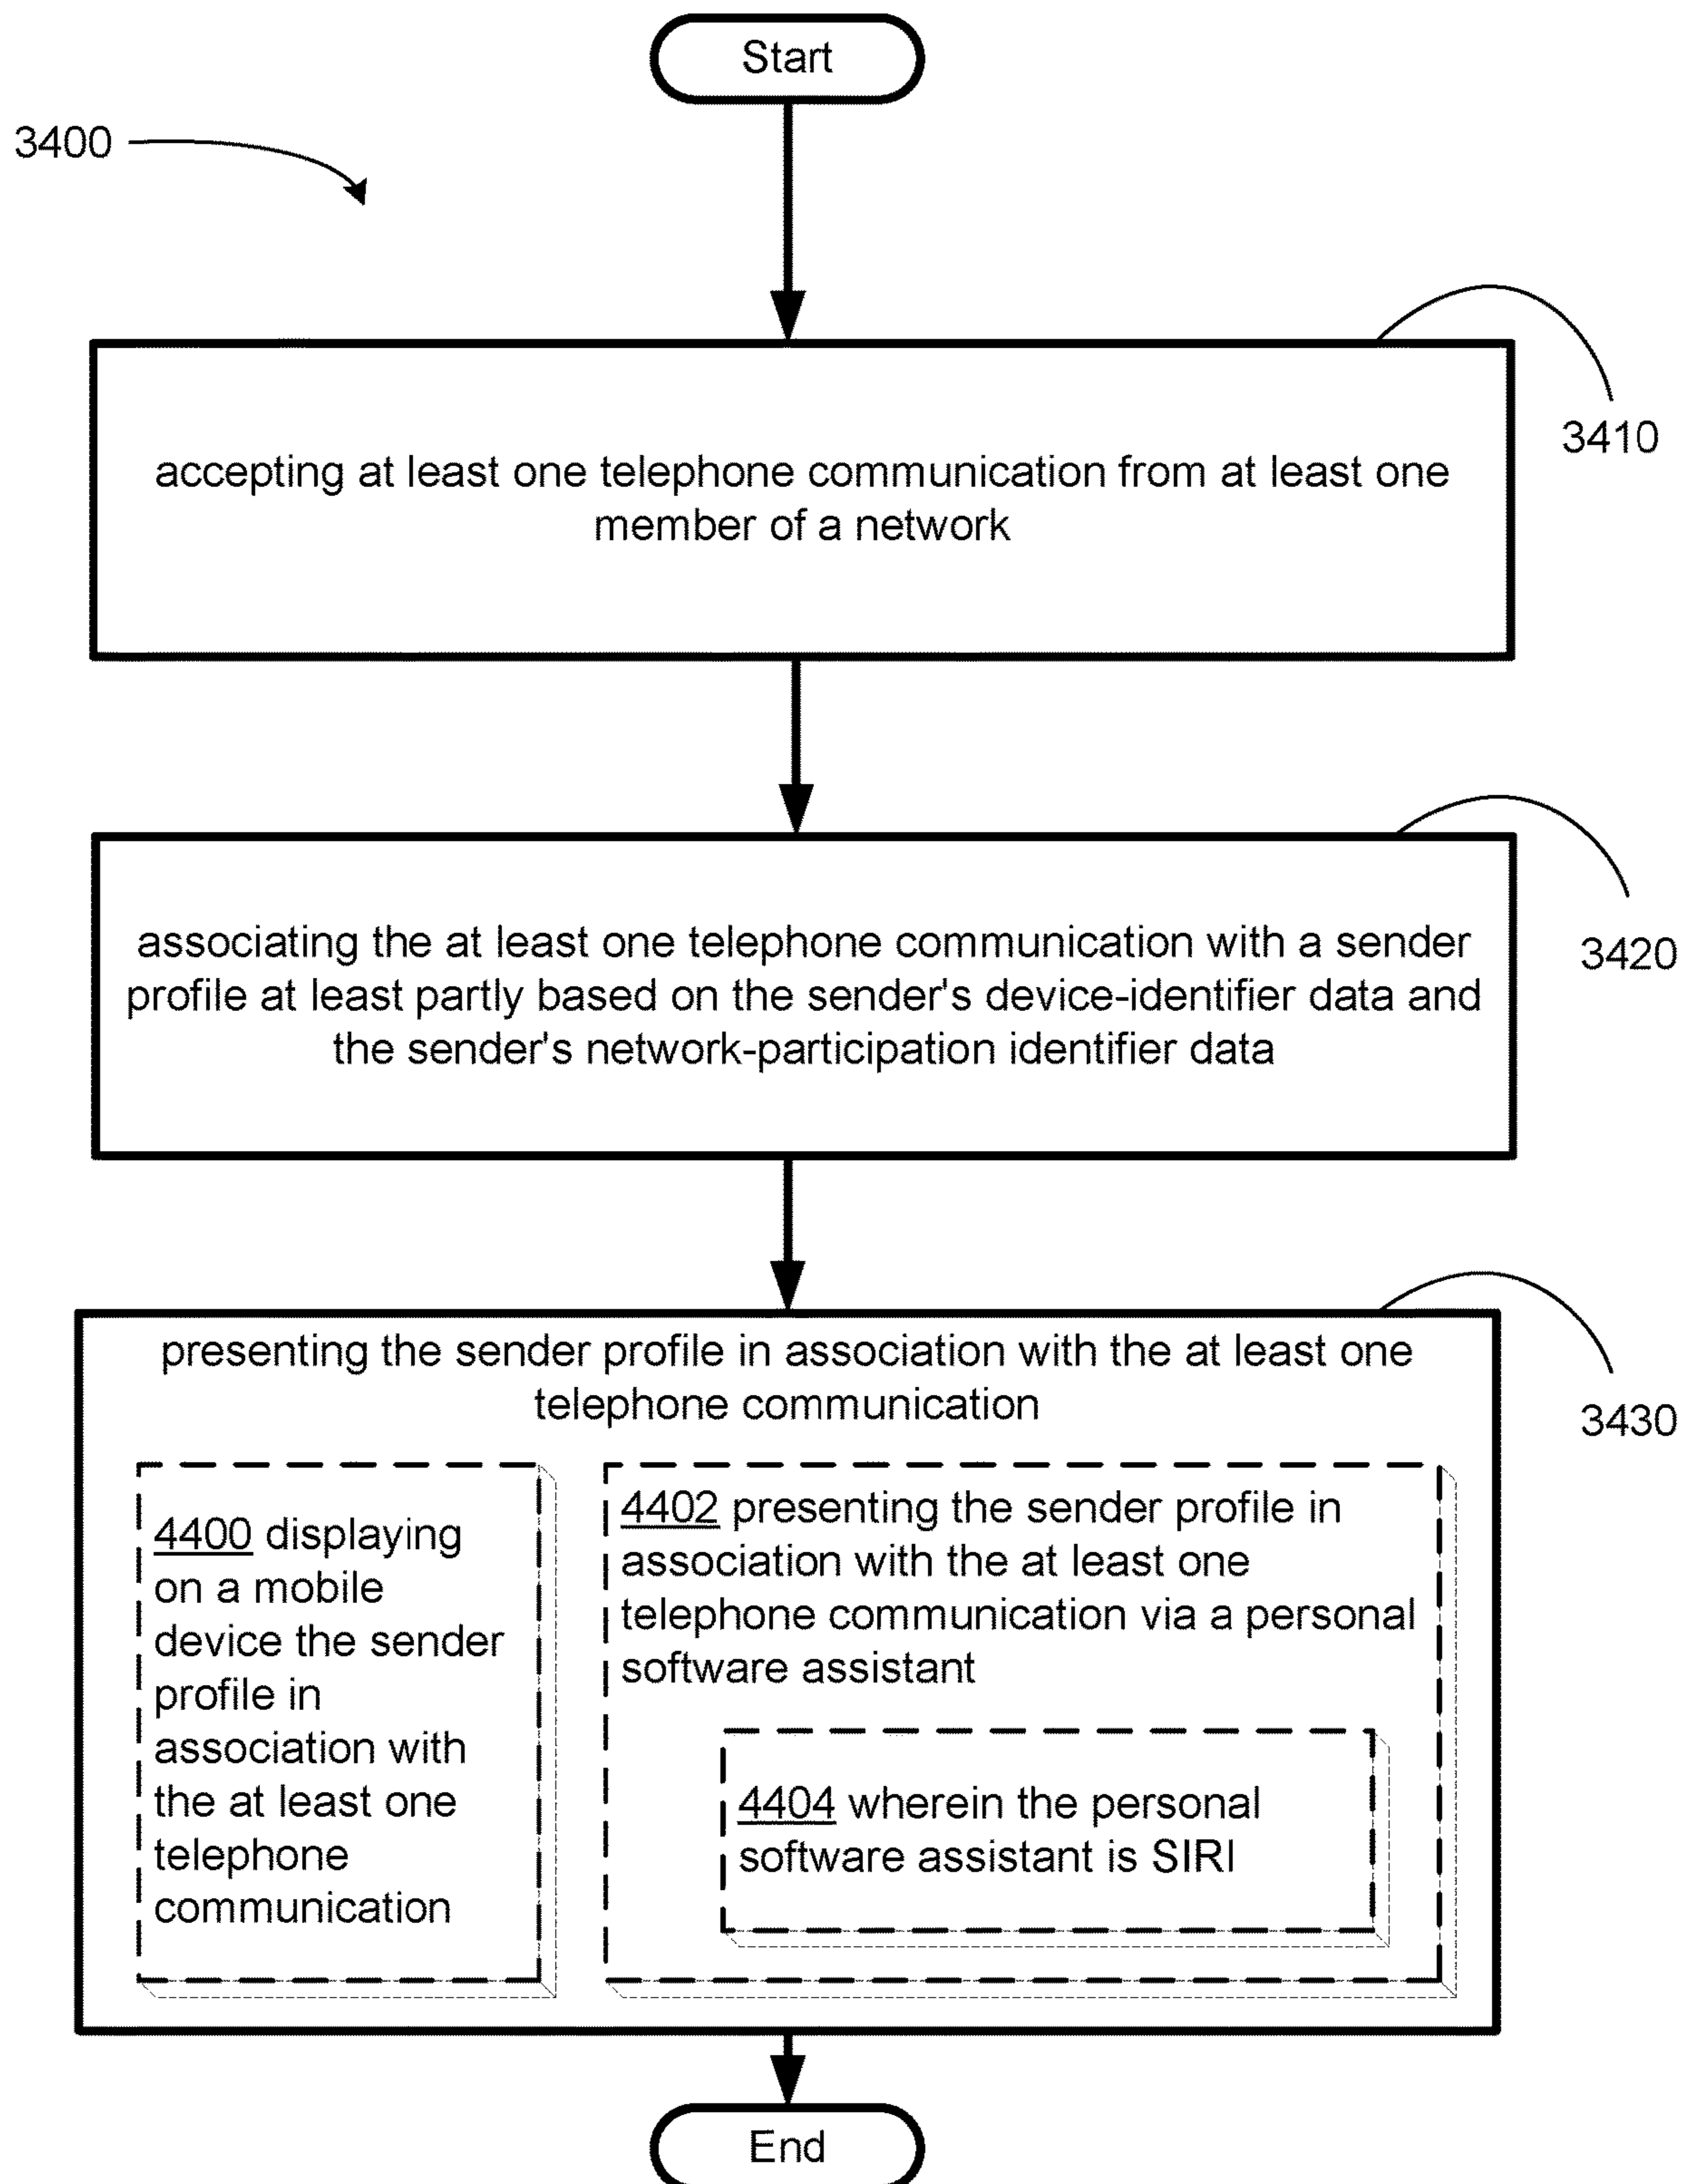 Start
3400
3410
accepting at least one telephone communication from at least one
member of a network
3420
associating the at least one telephone communication with a sender
profile at least partly based on the sender's device-identifier data and
the sender's network-participation identifier data
3430
presenting the sender profile in association with the at least one
telephone communication
4400 displaying
on a mobile
device the sender
profile in
association with
the at least one
telephone
communication
4402 presenting the sender profile in
association with the at least one
telephone communication via a personal
software assistant
4404 wherein the personal
software assistant is SIRI
End